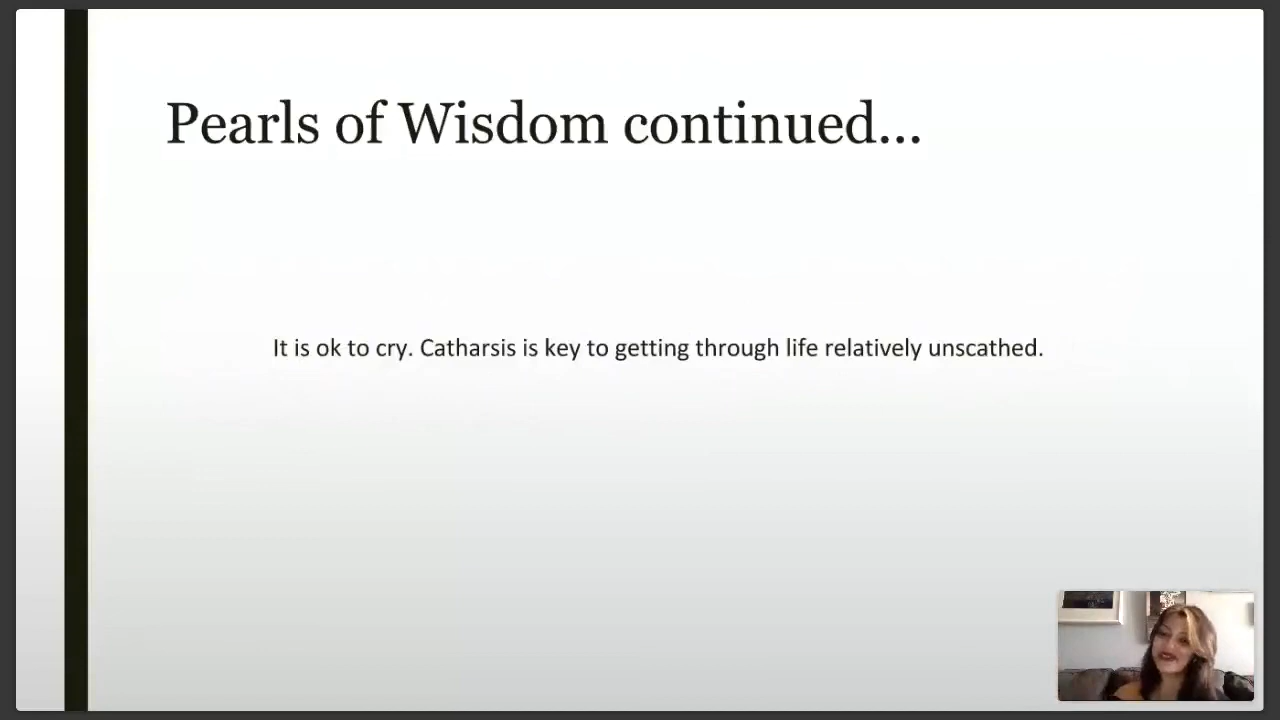 Pearls of Wisdom continued...
It is ok to cry. Catharsis is key to getting through life relatively unscathed.